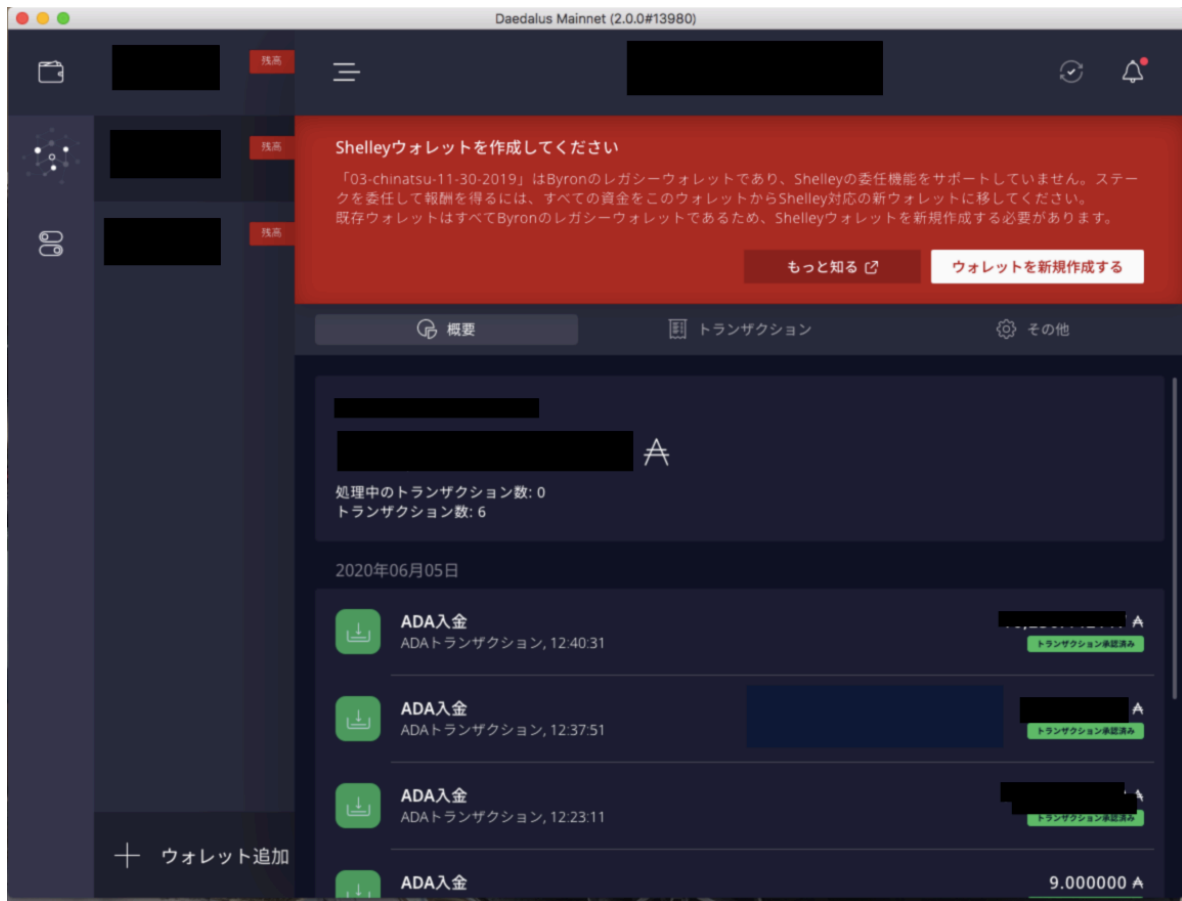 Daedalus Mainnet (2.0.0#13980)
残高
残高
残高
Shelleyウォレットを作成してください
「03-chinatsu-11-30-2019」はByronのレガシーウォレットであり、Shelleyの委任機能をサポートしていません。ステー
クを委任して報酬を得るには、すべての資金をこのウォレットからShelley対応の新ウォレットに移してください。
既存ウォレットはすべてByronのレガシーウォレットであるため、Shelleyウォレットを新規作成する必要があります。
もっと知る
ウォレットを新規作成する
概要
トランザクション
その他
処理中のトランザクション数: 0
トランザクション数: 6
2020年06月05日
ADA入金
ADAトランザクション, 12:40:31
トランザクション承認済み
ADA入金
ADAトランザクション, 12:37:51
トランザクション承認済み
ADA入金
ADAトランザクション, 12:23:11
トランザクション承認済み
ADA入金
9.000000
ウォレット追加